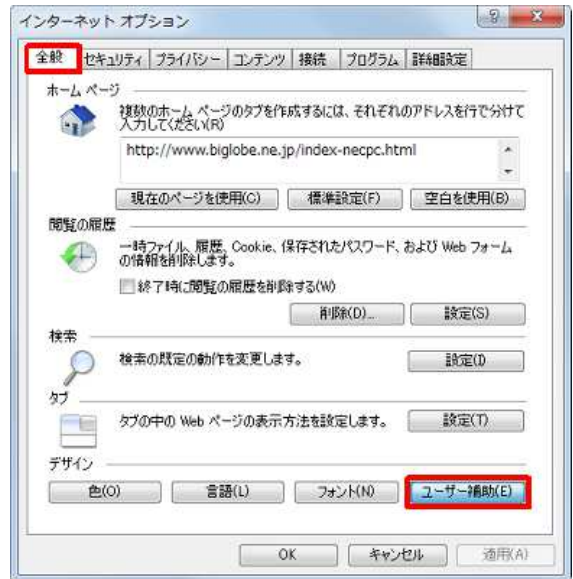 インターネット オプション
全般 セキュリティ プライバシー コンテンツ 接続 プログラム 詳細設定
ホーム ページ
複数のホーム ページのタブを作成するには、それぞれのアドレスを行で分けて
入力してください(R)
http://www.biglobe.ne.jp/index-necpc.html
現在のページを使用(C) 標準設定(F) 空白を使用(B)
閲覧の履歴
一時ファイル、履歴、Cookie、保存されたパスワード、および Web フォーム
の情報を削除します。
終了時に閲覧の履歴を削除する(W)
削除(D)... 設定(S)
検索
検索の既定の動作を変更します。 設定(I)
タブ
タブの中の Web ページの表示方法を設定します。 設定(T)
デザイン
色(O) 言語(L) フォント(N) ユーザー補助(E)
OK キャンセル 適用(A)